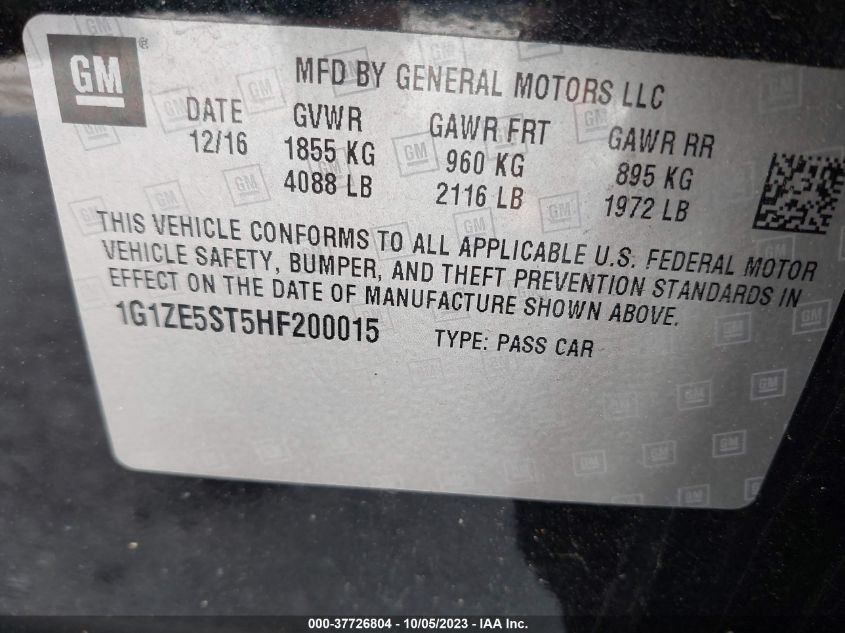 GM ®
MFD BY GENERAL MOTORS LLC
DATE GVWR GAWR FRT GAWR RR
12/16 1855 KG 960 KG 895 KG
4088 LB 2116 LB 1972 LB
THIS VEHICLE CONFORMS TO ALL APPLICABLE U.S. FEDERAL MOTOR
VEHICLE SAFETY, BUMPER, AND THEFT PREVENTION STANDARDS IN
EFFECT ON THE DATE OF MANUFACTURE SHOWN ABOVE.
1G1ZE5ST5HF200015 TYPE: PASS CAR
000-37726804 - 10/05/2023 - IAA Inc.